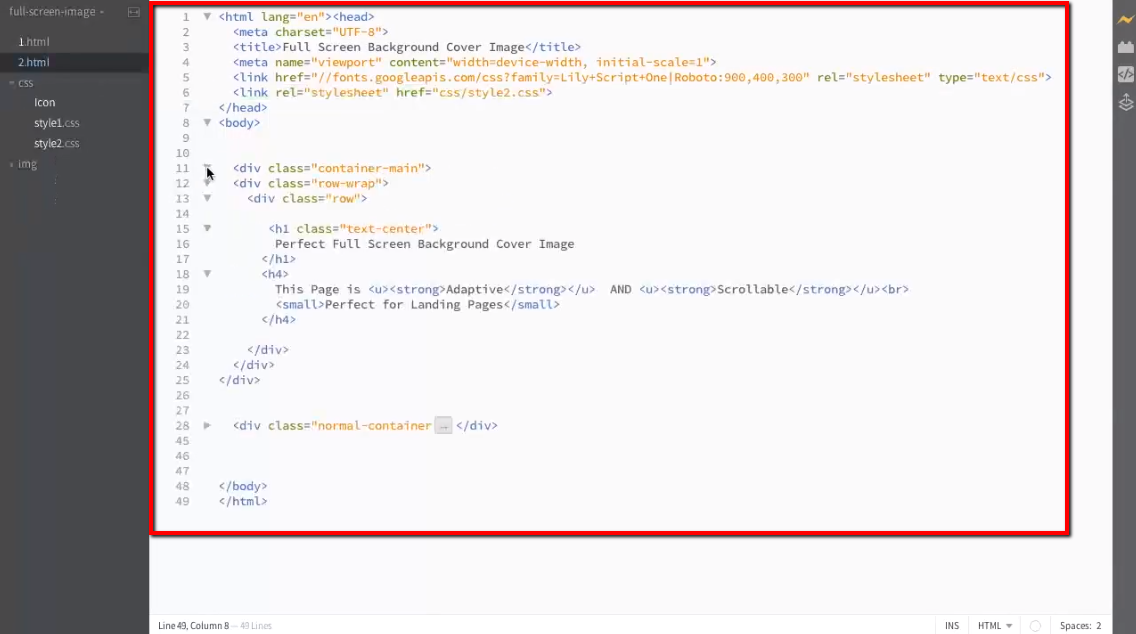 full-screen-image
1.html
2.html
css
Icon
style1.css
style2.css
img
1 <html lang="en"><head>
2 <meta charset="UTF-8">
3 <title>Full Screen Background Cover Image</title>
4 <meta name="viewport" content="width=device-width, initial-scale=1">
5 <link href="//fonts.googleapis.com/css?family=Lily+Script+One|Roboto:900,400,300" rel="stylesheet" type="text/css">
6 <link rel="stylesheet" href="css/style2.css">
7 </head>
8 <body>
9
10
11 <div class="container-main">
12 <div class="row-wrap">
13 <div class="row">
14
15 <h1 class="text-center">
16 Perfect Full Screen Background Cover Image
17 </h1>
18 <h4>
19 This Page is <u><strong>Adaptive</strong></u>  AND <u><strong>Scrollable</strong></u><br>
20 <small>Perfect for Landing Pages</small>
21 </h4>
22
23 </div>
24 </div>
25 </div>
26
27
28 <div class="normal-container … </div>
45
46
47
48 </body>
49 </html>
Line 49, Column 8 — 49 Lines
INS HTML Spaces: 2